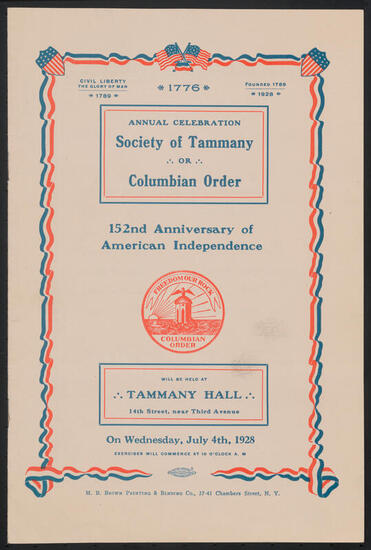 CIVIL LIBERTY
THE GLORY OF MAN
* 1789 *
* 1776 *
FOUNDED 1789
* 1928 *
ANNUAL CELEBRATION
Society of Tammany
∴ OR ∴
Columbian Order
152nd Anniversary of
American Independence
FREEDOM OUR ROCK
COLUMBIAN
ORDER
WILL BE HELD AT
∴ TAMMANY HALL ∴
14th Street, near Third Avenue
On Wednesday, July 4th, 1928
EXERCISES WILL COMMENCE AT 10 O'CLOCK A. M
M. B. Brown Printing & Binding Co., 37-41 Chambers Street, N. Y.